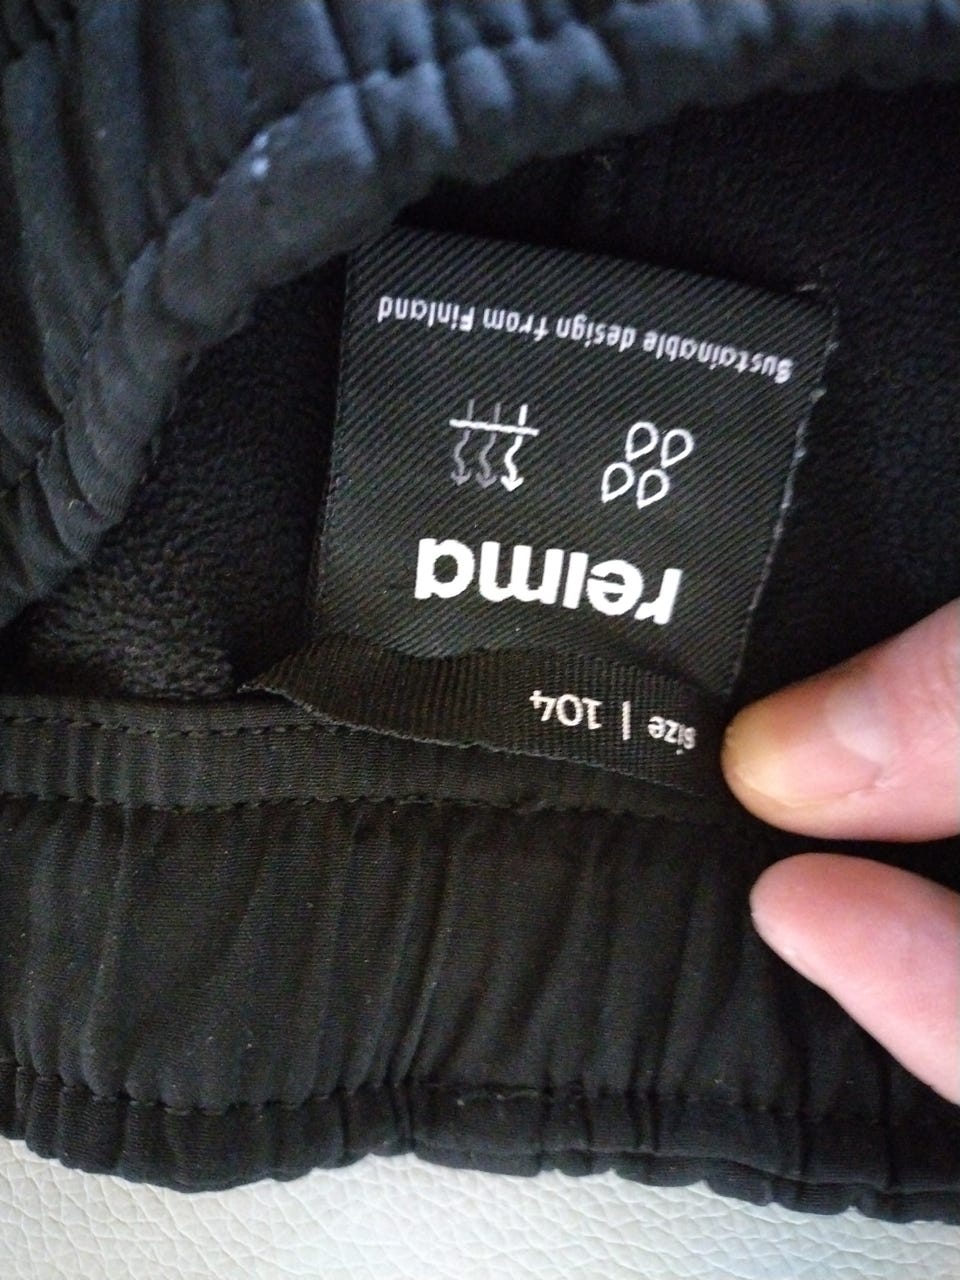 size | 104
reima
Sustainable design from Finland